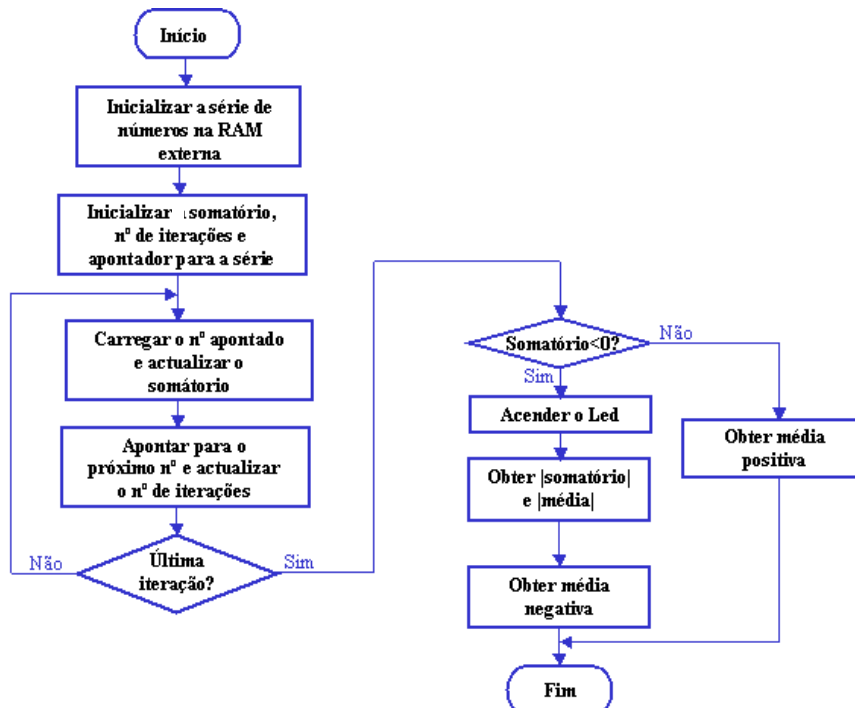 Início
Inicializar a série de
números na RAM
externa
Inicializar somatório,
nº de iterações e
apontador para a série
Carregar o nº apontado
e actualizar o
somátorio
Apontar para o
próximo nº e actualizar
o nº de iterações
Última
iteração?
Não
Sim
Somatório<0?
Não
Sim
Acender o Led
Obter |somatório|
e |média|
Obter média
negativa
Obter média
positiva
Fim